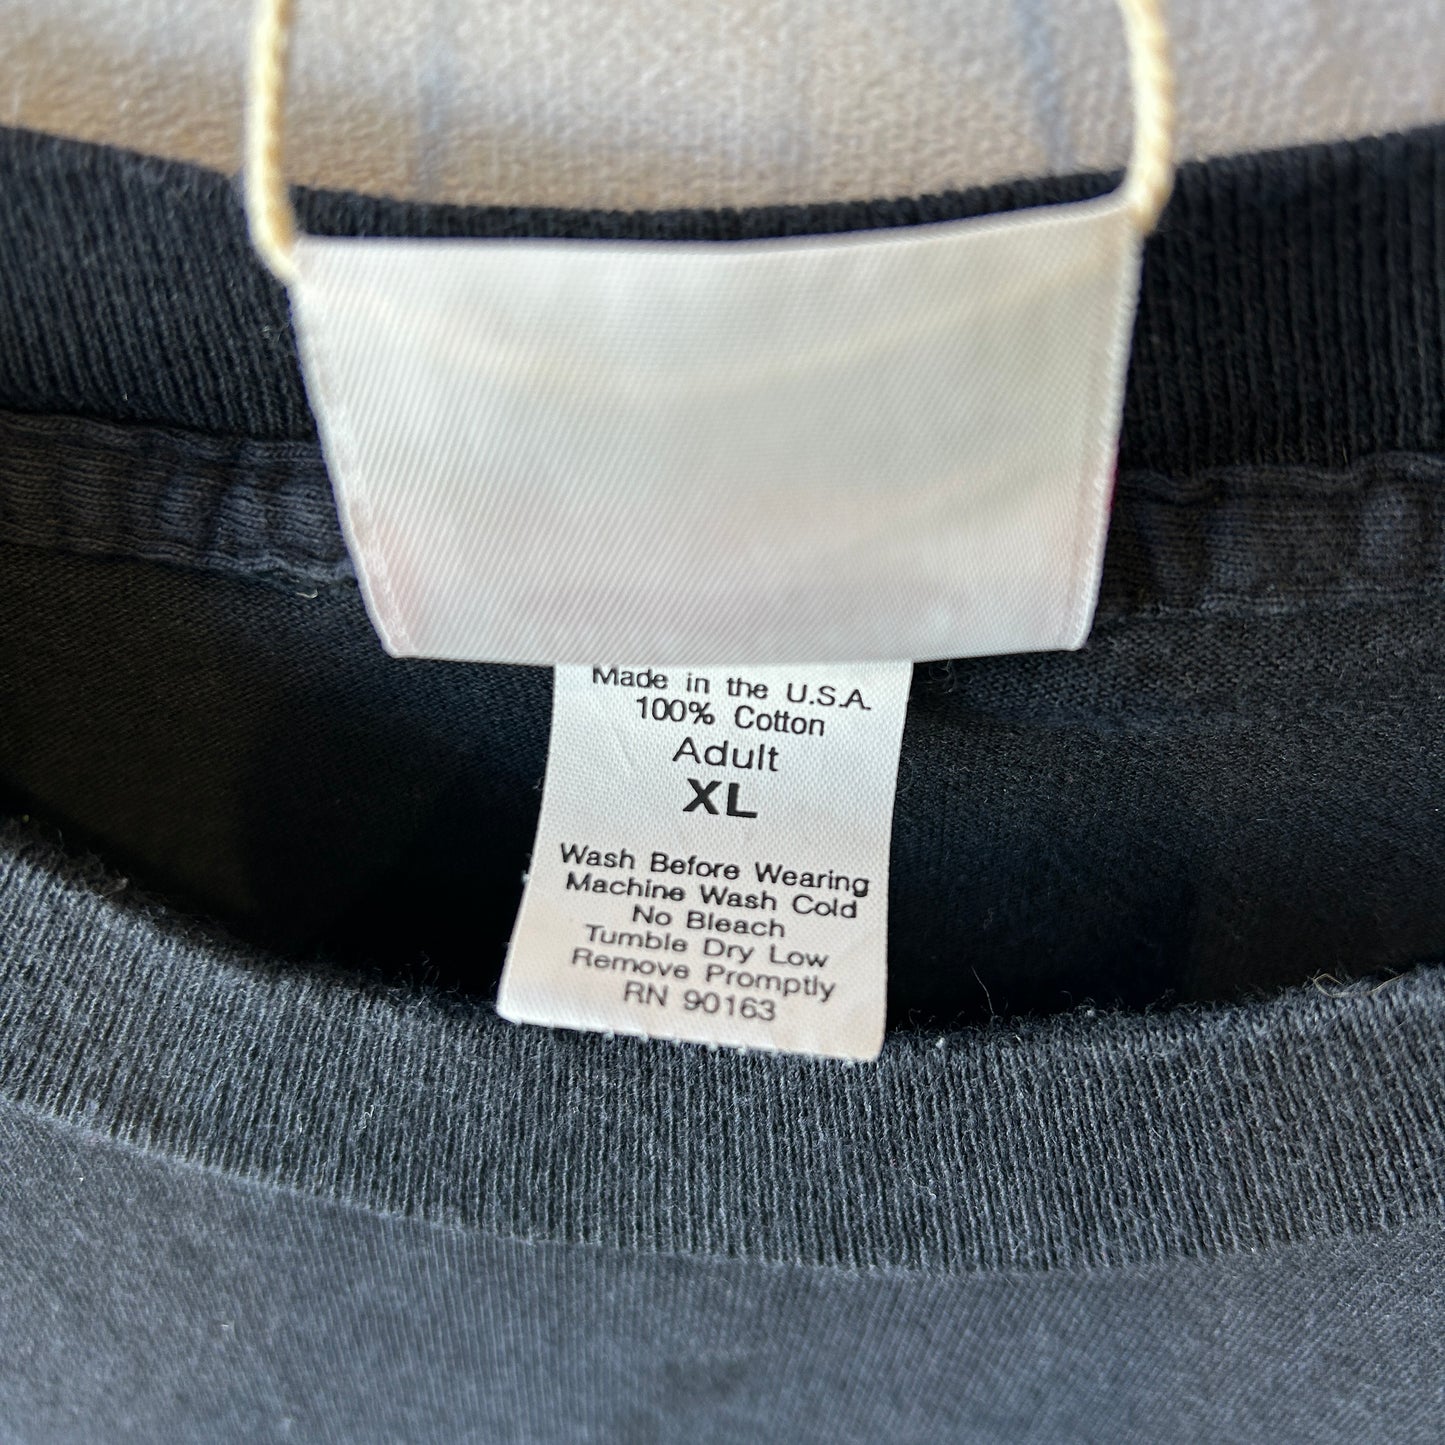 Made in the U.S.A.
100% Cotton
Adult
XL
Wash Before Wearing
Machine Wash Cold
No Bleach
Tumble Dry Low
Remove Promptly
RN 90163